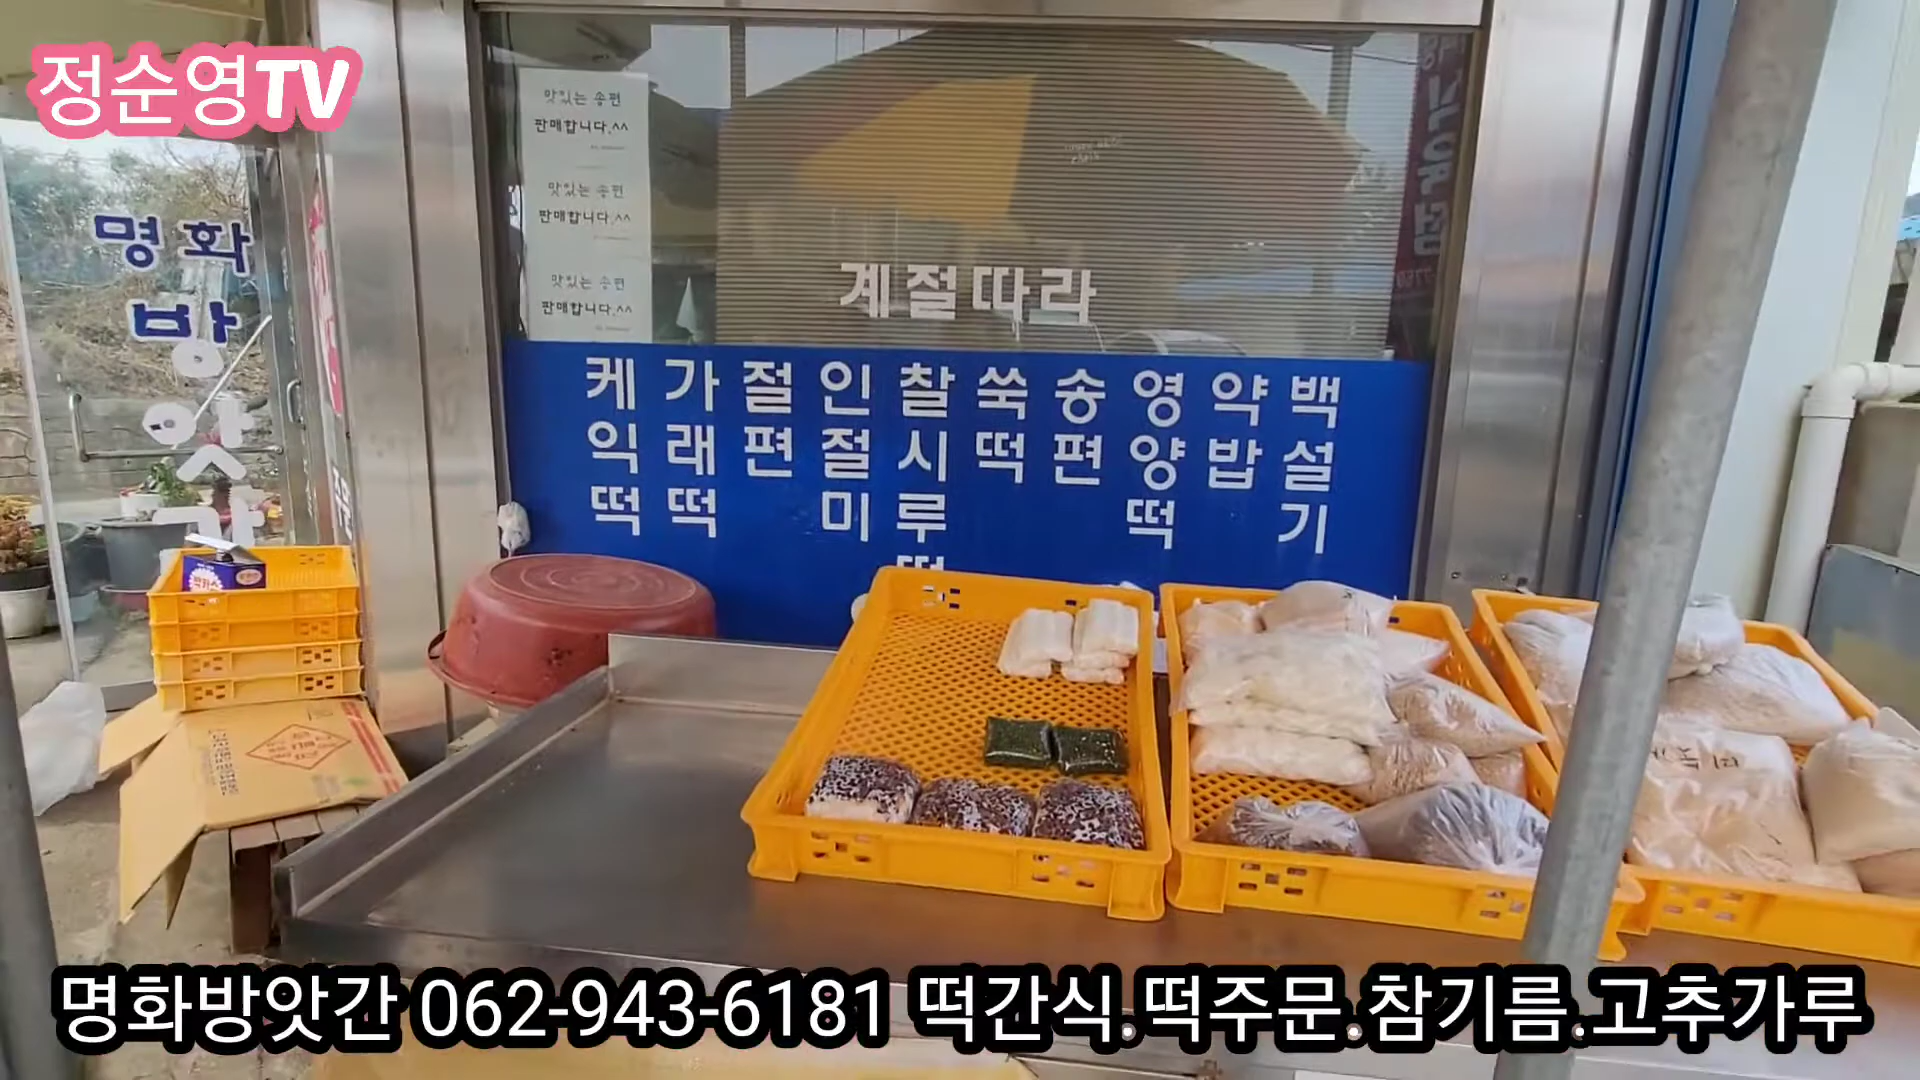 정순영TV
맛있는 송편
판매합니다.^^
맛있는 송편
판매합니다.^^
맛있는 송편
판매합니다.^^
명화
방
앗
간
계절따라
케익떡
가래떡
절편
인절미
찰시루떡
쑥떡
송편
영양떡
약밥
백설기
명화방앗간 062-943-6181 떡간식.떡주문.참기름.고추가루